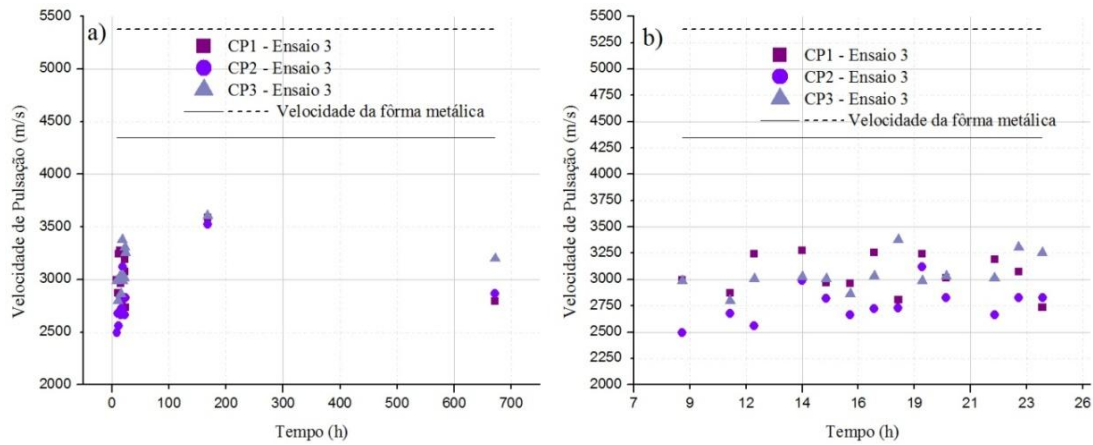 a)
CP1 - Ensaio 3
CP2 - Ensaio 3
CP3 - Ensaio 3
Velocidade da fôrma metálica
Velocidade de Pulsação (m/s)
5500
5000
4500
4000
3500
3000
2500
2000
0 100 200 300 400 500 600 700
Tempo (h)
b)
CP1 - Ensaio 3
CP2 - Ensaio 3
CP3 - Ensaio 3
Velocidade da fôrma metálica
Velocidade de Pulsação (m/s)
5500
5250
5000
4750
4500
4250
4000
3750
3500
3250
3000
2750
2500
2250
2000
7 9 12 14 16 18 21 23 26
Tempo (h)